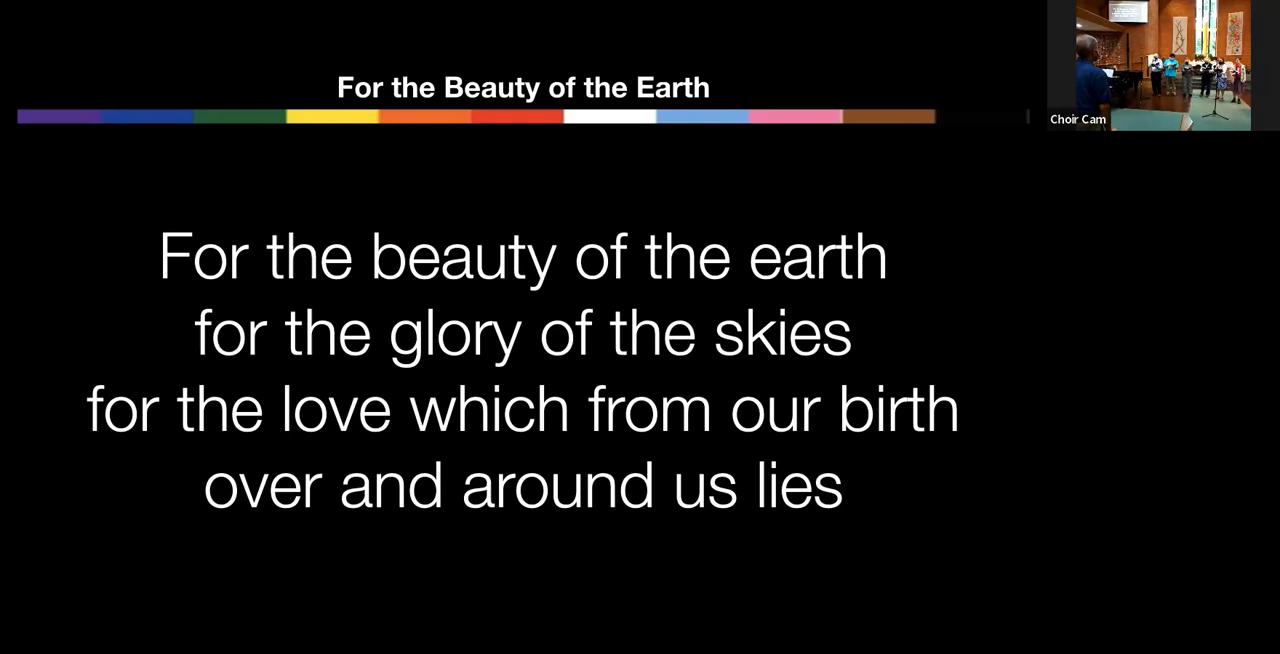 For the Beauty of the Earth
Choir Cam
For the beauty of the earth
for the glory of the skies
for the love which from our birth
over and around us lies